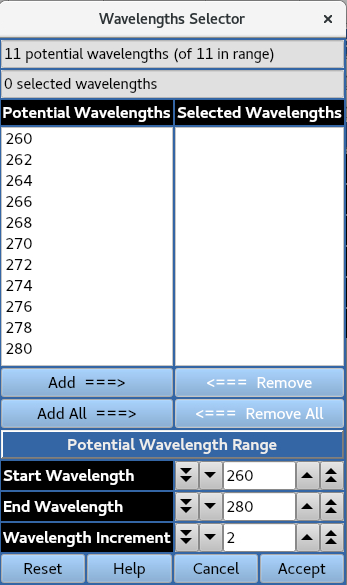 Wavelengths Selector ×
11 potential wavelengths (of 11 in range)
0 selected wavelengths
Potential Wavelengths Selected Wavelengths
260
262
264
266
268
270
272
274
276
278
280
Add ===> <=== Remove
Add All ===> <=== Remove All
Potential Wavelength Range
Start Wavelength 260
End Wavelength 280
Wavelength Increment 2
Reset Help Cancel Accept